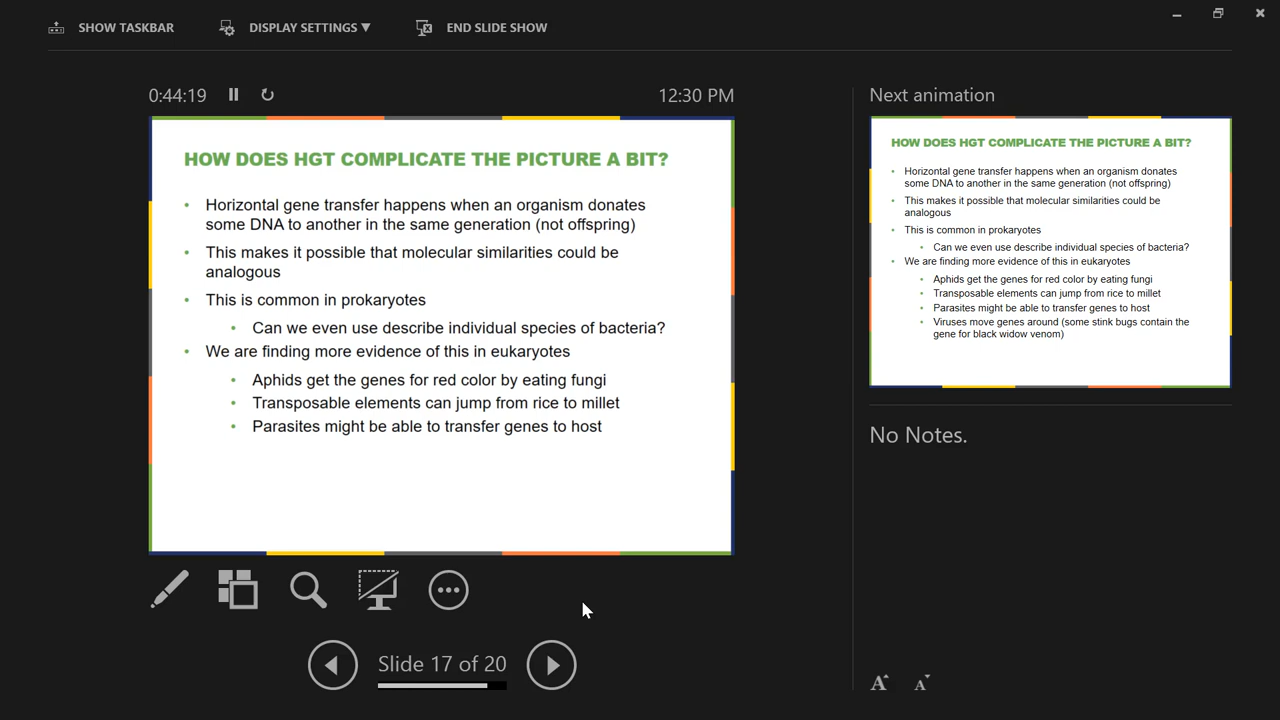 SHOW TASKBAR
DISPLAY SETTINGS ▼
END SLIDE SHOW
0:44:19
12:30 PM
HOW DOES HGT COMPLICATE THE PICTURE A BIT?
• Horizontal gene transfer happens when an organism donates
some DNA to another in the same generation (not offspring)
• This makes it possible that molecular similarities could be
analogous
• This is common in prokaryotes
• Can we even use describe individual species of bacteria?
• We are finding more evidence of this in eukaryotes
• Aphids get the genes for red color by eating fungi
• Transposable elements can jump from rice to millet
• Parasites might be able to transfer genes to host
Slide 17 of 20
Next animation
HOW DOES HGT COMPLICATE THE PICTURE A BIT?
• Horizontal gene transfer happens when an organism donates
some DNA to another in the same generation (not offspring)
• This makes it possible that molecular similarities could be
analogous
• This is common in prokaryotes
• Can we even use describe individual species of bacteria?
• We are finding more evidence of this in eukaryotes
• Aphids get the genes for red color by eating fungi
• Transposable elements can jump from rice to millet
• Parasites might be able to transfer genes to host
• Viruses move genes around (some stink bugs contain the
gene for black widow venom)
No Notes.
A A